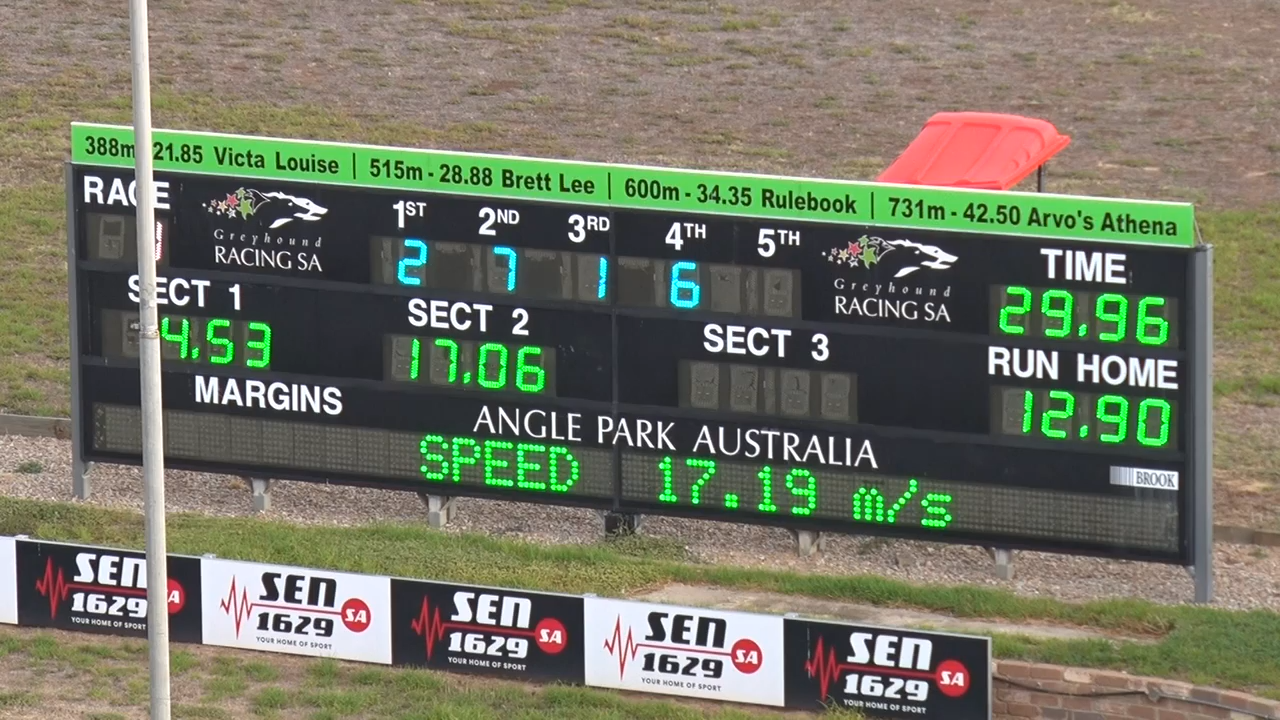 388m 21.85 Victa Louise | 515m - 28.88 Brett Lee | 600m - 34.35 Rulebook | 731m - 42.50 Arvo's Athena
RACE
Greyhound
RACING SA
1ST 2ND 3RD 4TH 5TH
2 7 1 6
Greyhound
RACING SA
TIME
29.96
SECT 1
4.53
SECT 2
17.06
SECT 3
RUN HOME
12.90
MARGINS
ANGLE PARK AUSTRALIA
SPEED 17.19 m/s
BROOK
SEN
1629
SA
YOUR HOME OF SPORT
SEN
1629
SA
YOUR HOME OF SPORT
SEN
1629
SA
YOUR HOME OF SPORT
SEN
1629
SA
YOUR HOME OF SPORT
SEN
1629
SA
YOUR HOME OF SPORT